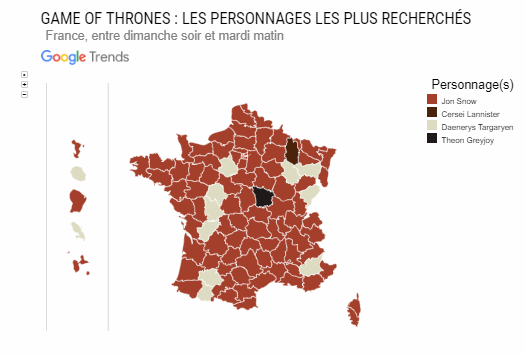 GAME OF THRONES : LES PERSONNAGES LES PLUS RECHERCHÉS
France, entre dimanche soir et mardi matin
Google Trends
Personnage(s)
Jon Snow
Cersei Lannister
Daenerys Targaryen
Theon Greyjoy